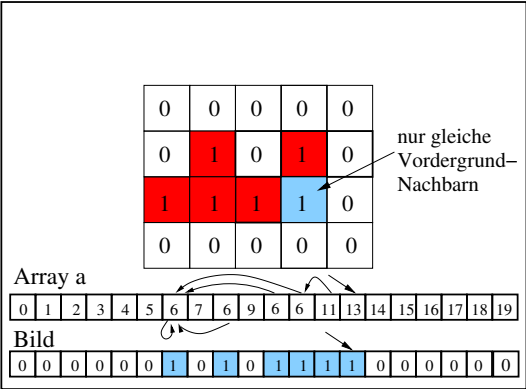 0 0 0 0 0
0 1 0 1 0
1 1 1 1 0
0 0 0 0 0
nur gleiche
Vordergrund–
Nachbarn
Array a
0 1 2 3 4 5 6 7 8 9 6 6 11 13 14 15 16 17 18 19
Bild
0 0 0 0 0 0 1 0 1 0 1 1 1 1 0 0 0 0 0 0